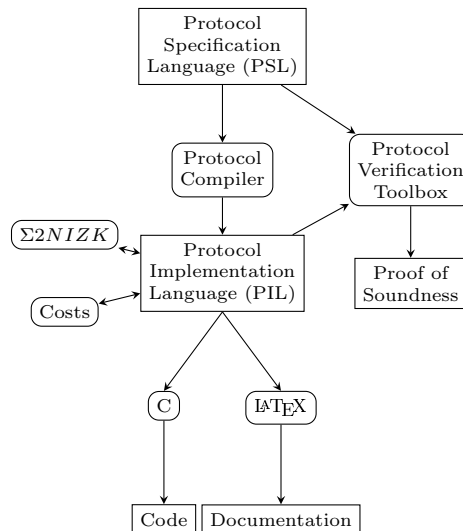 Protocol
Specification
Language (PSL)
Protocol
Compiler
Protocol
Verification
Toolbox
Σ2NIZK
Protocol
Implementation
Language (PIL)
Proof of
Soundness
Costs
C
LATEX
Code
Documentation